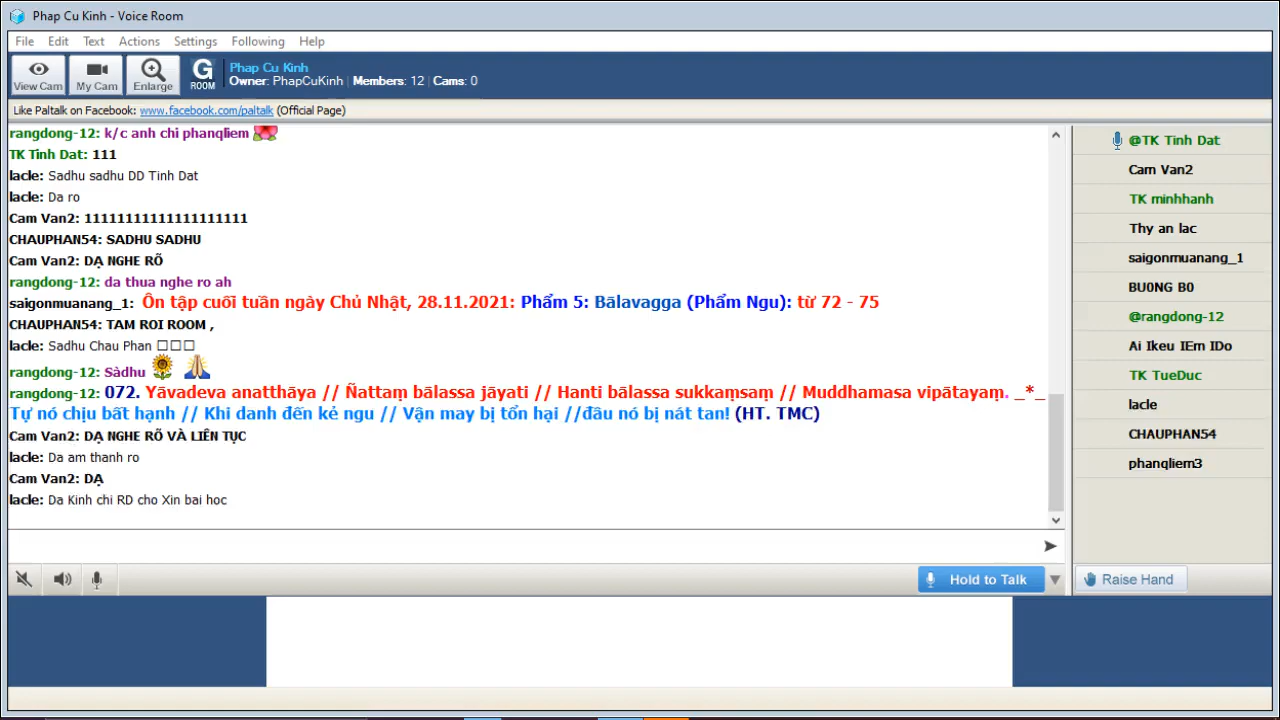 Phap Cu Kinh - Voice Room
File Edit Text Actions Settings Following Help
View Cam My Cam Enlarge G ROOM
Phap Cu Kinh
Owner: PhapCuKinh | Members: 12 | Cams: 0
Like Paltalk on Facebook: www.facebook.com/paltalk (Official Page)
rangdong-12: k/c anh chi phanqliem
TK Tinh Dat: 111
lacle: Sadhu sadhu DD Tinh Dat
lacle: Da ro
Cam Van2: 11111111111111111111
CHAUPHAN54: SADHU SADHU
Cam Van2: DẠ NGHE RÕ
rangdong-12: da thua nghe ro ah
saigonmuanang_1: Ôn tập cuối tuần ngày Chủ Nhật, 28.11.2021: Phẩm 5: Bālavagga (Phẩm Ngu): từ 72 - 75
CHAUPHAN54: TAM ROI ROOM ,
lacle: Sadhu Chau Phan □□□
rangdong-12: Sàdhu
rangdong-12: 072. Yāvadeva anatthāya // Ñattaṃ bālassa jāyati // Hanti bālassa sukkaṃsaṃ // Muddhamasa vipātayaṃ. _*_
Tự nó chịu bất hạnh // Khi danh đến kẻ ngu // Vận may bị tổn hại //đầu nó bị nát tan! (HT. TMC)
Cam Van2: DẠ NGHE RÕ VÀ LIÊN TỤC
lacle: Da am thanh ro
Cam Van2: DẠ
lacle: Da Kinh chi RD cho Xin bai hoc
@TK Tinh Dat
Cam Van2
TK minhhanh
Thy an lac
saigonmuanang_1
BU0NG B0
@rangdong-12
Ai Ikeu IEm IDo
TK TueDuc
lacle
CHAUPHAN54
phanqliem3
Hold to Talk
Raise Hand